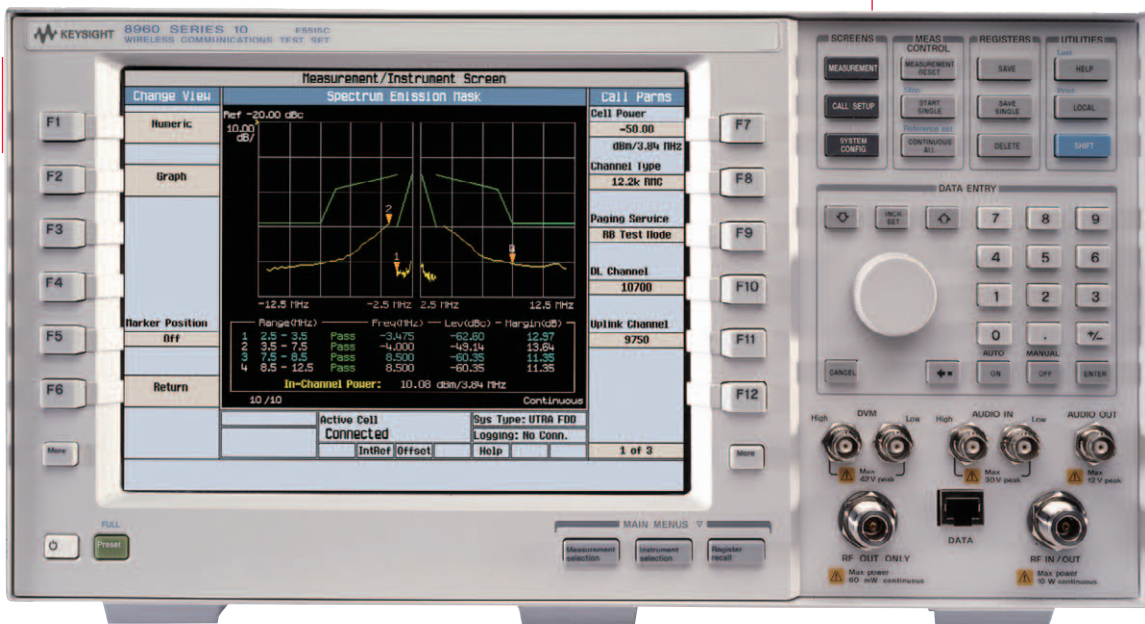 KEYSIGHT 8960 SERIES 10 E5515C
WIRELESS COMMUNICATIONS TEST SET
Measurement/Instrument Screen
Change View
Spectrum Emission Mask
Call Parms
F1
F2
F3
F4
F5
F6
More
Numeric
Graph
Marker Position
Off
Return
Ref -20.00 dBc
10.00
dB/
2
1
-12.5 MHz -2.5 MHz 2.5 MHz 12.5 MHz
Range(MHz) Freq(MHz) Lev(dBc) Margin(dB)
1 2.5 - 3.5 Pass -3.475 -62.60 12.97
2 3.5 - 7.5 Pass -4.000 -49.14 13.64
3 7.5 - 8.5 Pass 8.500 -60.35 11.35
4 8.5 - 12.5 Pass 8.500 -60.35 11.35
In-Channel Power: 10.08 dBm/3.84 MHz
10/10 Continuous
Active Cell
Connected
Sys Type: UTRA FDD
Logging: No Conn.
IntRef Offset Help
Cell Power
-50.00
dBm/3.84 MHz
Channel Type
12.2k RMC
Paging Service
RB Test Mode
DL Channel
10700
Uplink Channel
9750
1 of 3
F7
F8
F9
F10
F11
F12
More
FULL
Preset
MAIN MENUS
Measurement selection
Instrument selection
Register recall
SCREENS
MEASUREMENT
CALL SETUP
SYSTEM CONFIG
MEAS CONTROL
MEASUREMENT RESET
Stop
START SINGLE
Reference set
CONTINUOUS ALL
REGISTERS
SAVE
SAVE SINGLE
DELETE
UTILITIES
Last
HELP
Print
LOCAL
SHIFT
DATA ENTRY
INCR SET
7 8 9
4 5 6
1 2 3
0 . +/-
AUTO MANUAL
CANCEL ON OFF ENTER
High DVM Low
High AUDIO IN Low
AUDIO OUT
Max
42 V peak
Max
30 V peak
Max
12 V peak
RF OUT ONLY
DATA
RF IN/OUT
Max power
60 mW continuous
Max power
10 W continuous